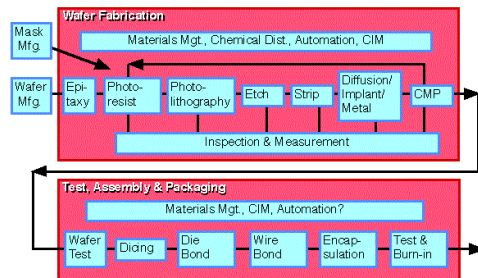 Wafer Fabrication
Mask
Mfg.
Materials Mgt., Chemical Dist., Automation, CIM
Wafer
Mfg.
Epi-
taxy
Photo-
resist
Photo-
lithography
Etch
Strip
Diffusion/
Implant/
Metal
CMP
Inspection & Measurement
Test, Assembly & Packaging
Materials Mgt., CIM, Automation?
Wafer
Test
Dicing
Die
Bond
Wire
Bond
Encap-
sulation
Test &
Burn-in